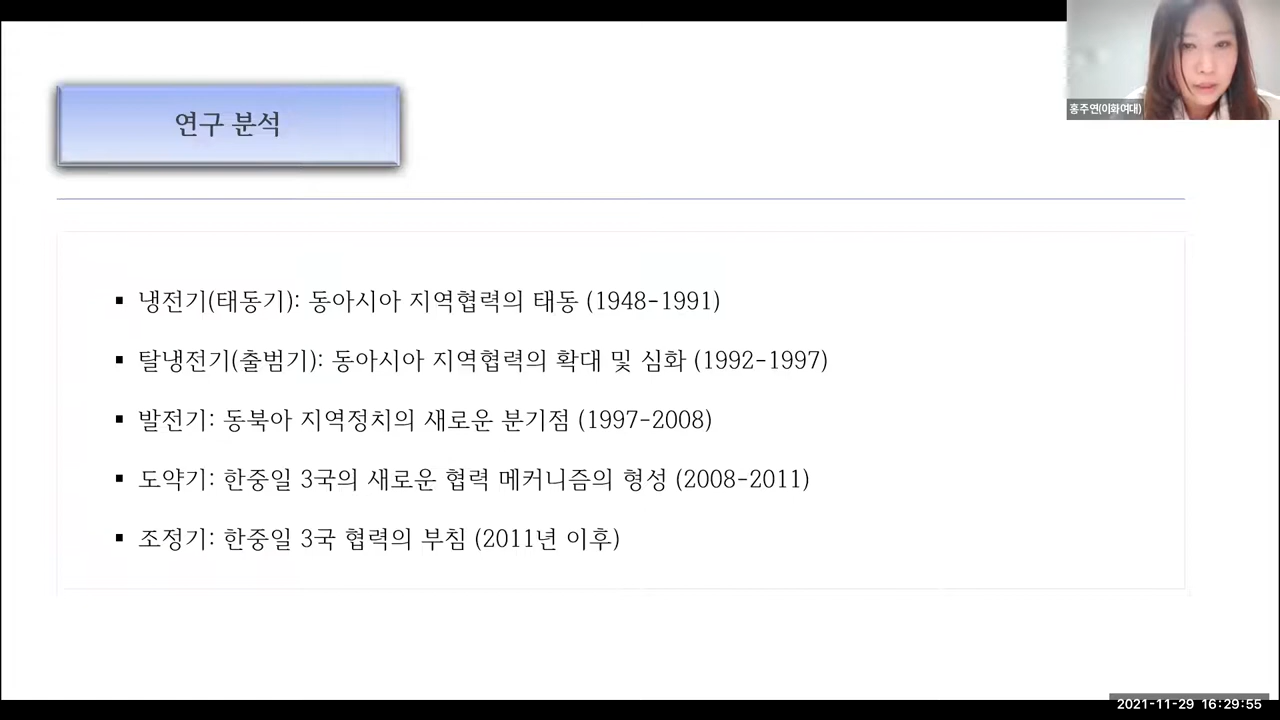 연구 분석
홍주연(이화여대)
▪ 냉전기(태동기): 동아시아 지역협력의 태동 (1948-1991)
▪ 탈냉전기(출범기): 동아시아 지역협력의 확대 및 심화 (1992-1997)
▪ 발전기: 동북아 지역정치의 새로운 분기점 (1997-2008)
▪ 도약기: 한중일 3국의 새로운 협력 메커니즘의 형성 (2008-2011)
▪ 조정기: 한중일 3국 협력의 부침 (2011년 이후)
2021-11-29 16:29:55